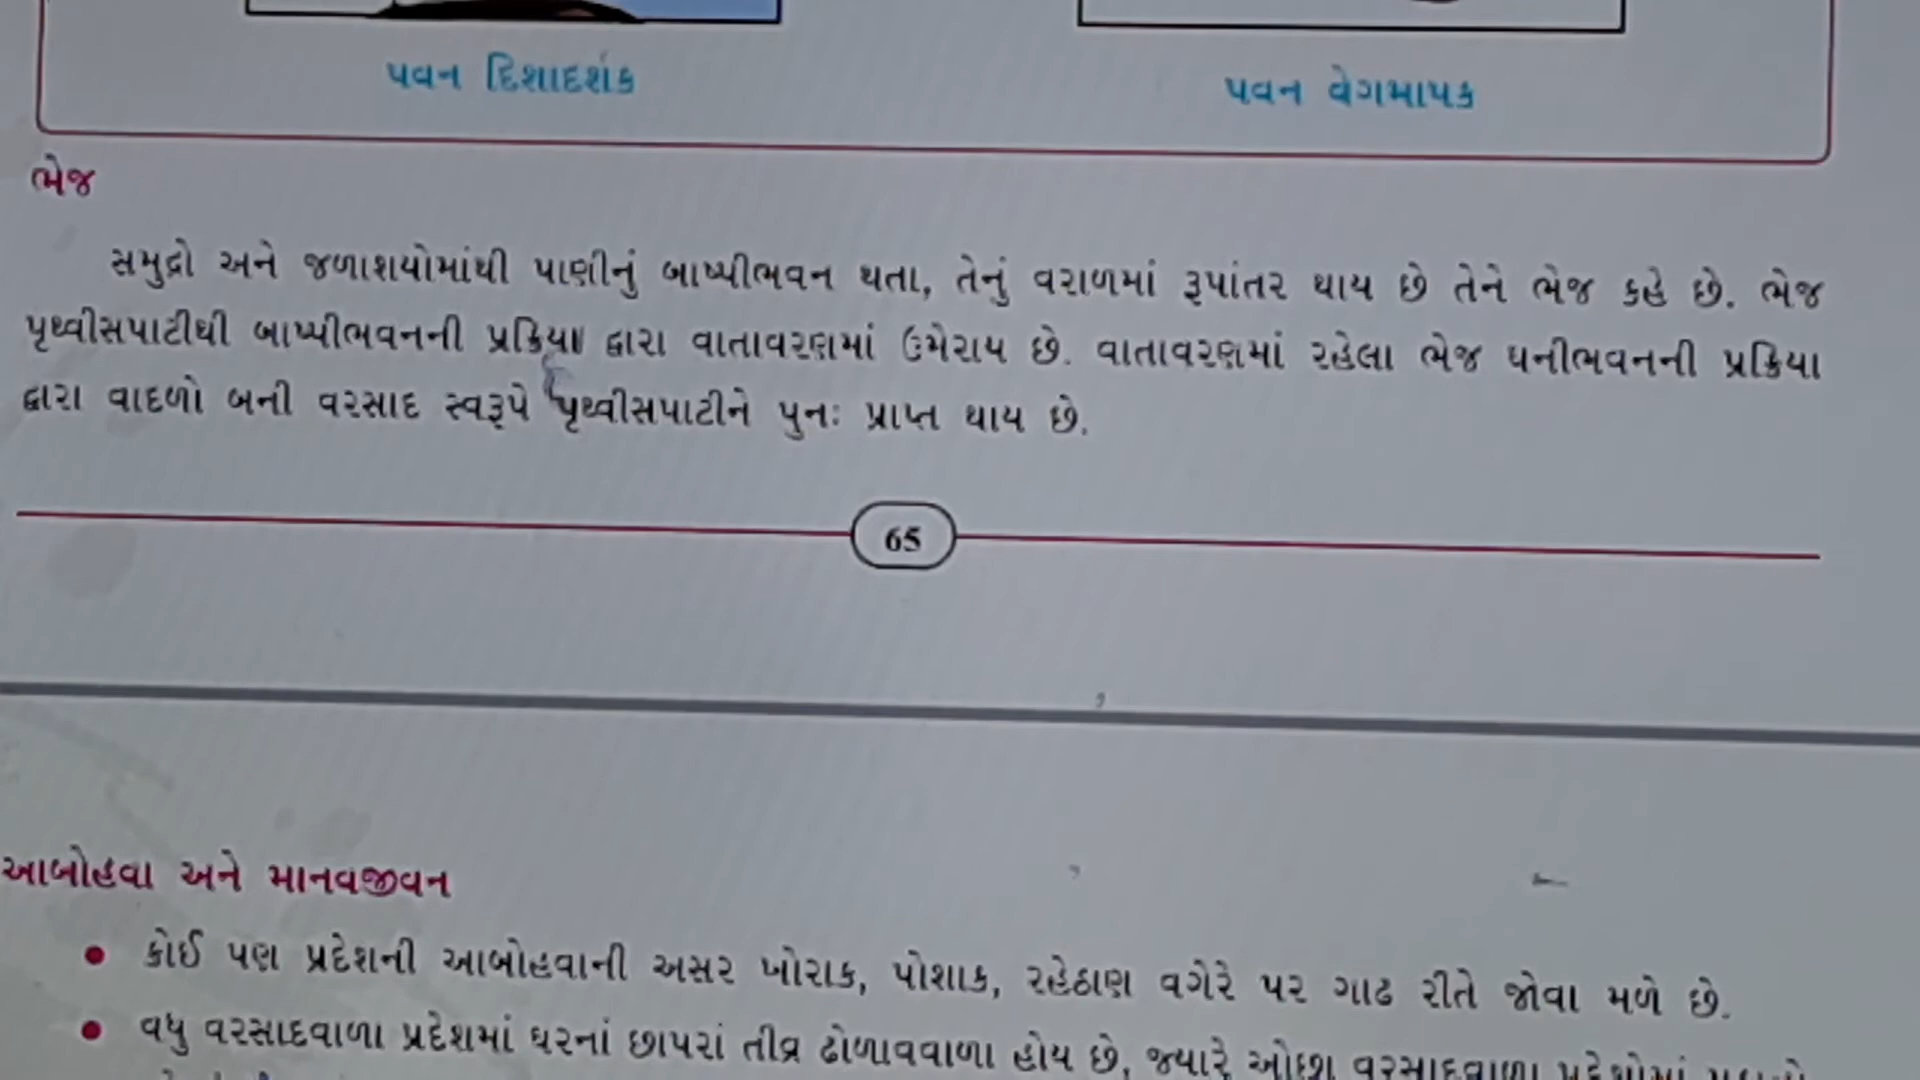 પવન દિશાદર્શક
પવન વેગમાપક
ભેજ
સમુદ્રો અને જળાશયોમાંથી પાણીનું બાષ્પીભવન થતા, તેનું વરાળમાં રૂપાંતર થાય છે તેને ભેજ કહે છે. ભેજ
પૃથ્વીસપાટીથી બાષ્પીભવનની પ્રક્રિયા દ્વારા વાતાવરણમાં ઉમેરાય છે. વાતાવરણમાં રહેલા ભેજ ઘનીભવનની પ્રક્રિયા
દ્વારા વાદળો બની વરસાદ સ્વરૂપે પૃથ્વીસપાટીને પુનઃ પ્રાપ્ત થાય છે.
65
આબોહવા અને માનવજીવન
• કોઈ પણ પ્રદેશની આબોહવાની અસર ખોરાક, પોશાક, રહેઠાણ વગેરે પર ગાઢ રીતે જોવા મળે છે.
• વધુ વરસાદવાળા પ્રદેશમાં ઘરનાં છાપરાં તીવ્ર ઢોળાવવાળા હોય છે, જ્યારે ઓછા વરસાદવાળા પ્રદેશોમાં